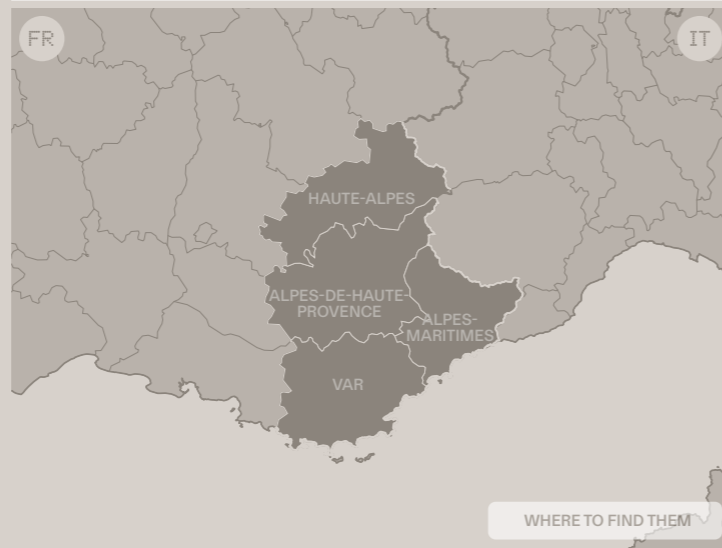 FR
IT
HAUTE-ALPES
ALPES-DE-HAUTE-
PROVENCE
ALPES-
MARITIMES
VAR
WHERE TO FIND THEM